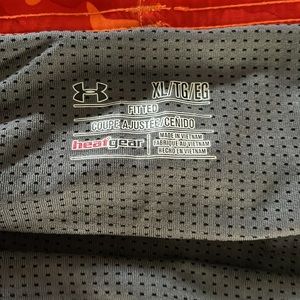 XL/TG/EG
FITTED
COUPE AJUSTÉE/CEÑIDO
heatgear
MADE IN VIETNAM
FABRIQUÉ AU VIETNAM
HECHO EN VIETNAM